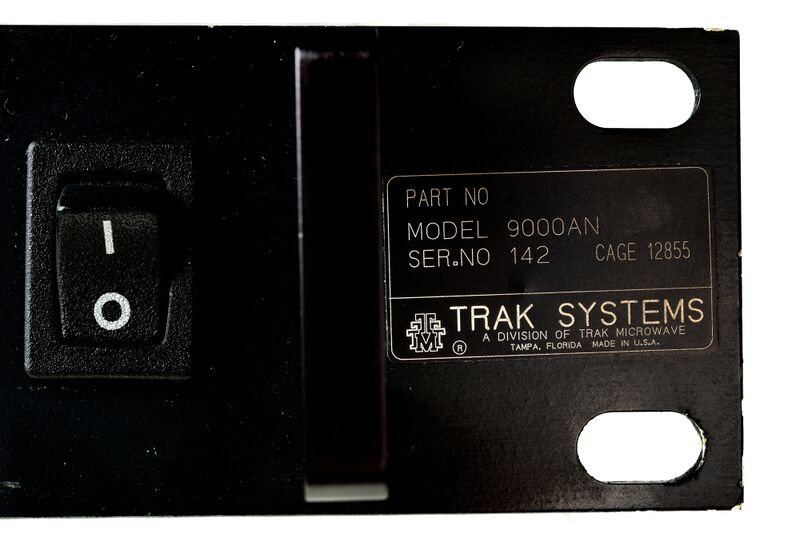 I
O
PART NO
MODEL 9000AN
SER.NO 142 CAGE 12855
TRAK SYSTEMS
A DIVISION OF TRAK MICROWAVE
TAMPA, FLORIDA MADE IN U.S.A.
TMT
®